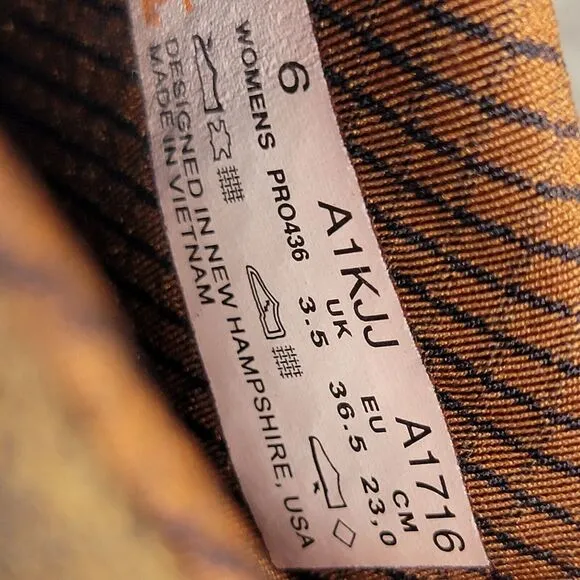 6 A1KJJ A1716
UK EU CM
3.5 36.5 23,0
WOMENS PRO436
DESIGNED IN NEW HAMPSHIRE, USA
MADE IN VIETNAM